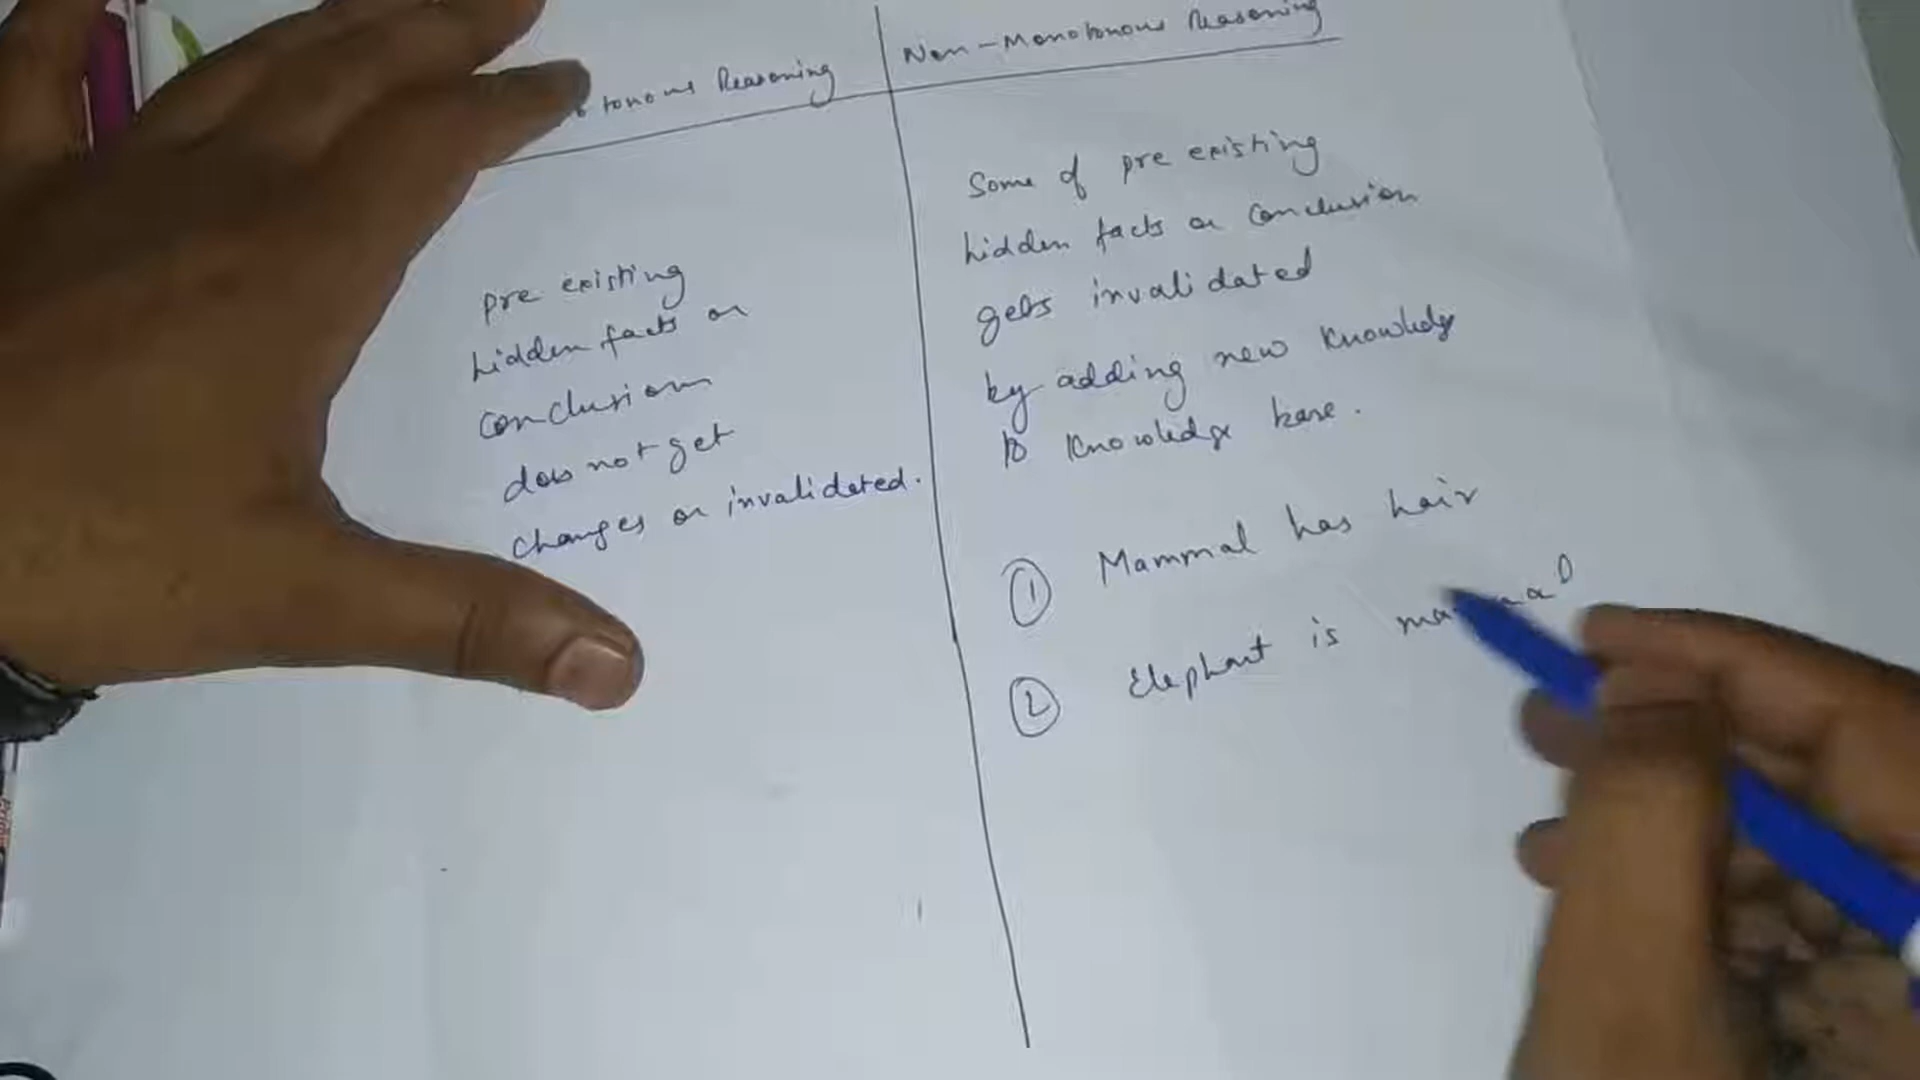 tonous Reasoning
pre existing
hidden facts or
conclusion
does not get
changes or invalidated.
Non-Monotonous Reasoning
Some of pre existing
hidden facts or conclusion
gets invalidated
by adding new knowledge
to knowledge base.
① Mammal has hair
② Elephant is